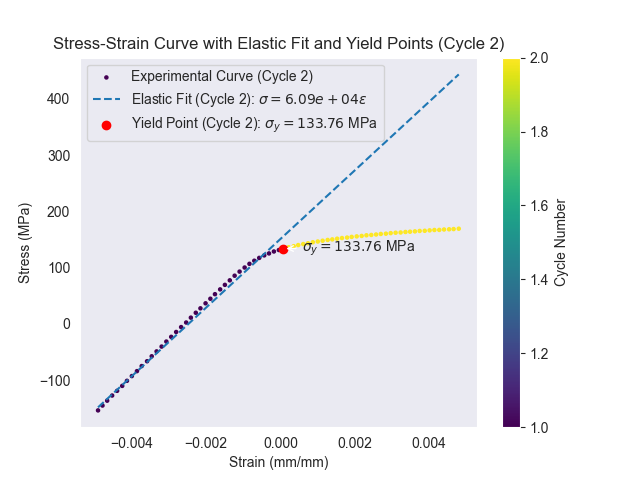 Stress-Strain Curve with Elastic Fit and Yield Points (Cycle 2)
Experimental Curve (Cycle 2)
Elastic Fit (Cycle 2): σ = 6.09e + 04ε
Yield Point (Cycle 2): σy = 133.76 MPa
σy = 133.76 MPa
400
300
200
100
0
−100
Stress (MPa)
−0.004 −0.002 0.000 0.002 0.004
Strain (mm/mm)
2.0
1.8
1.6
1.4
1.2
1.0
Cycle Number